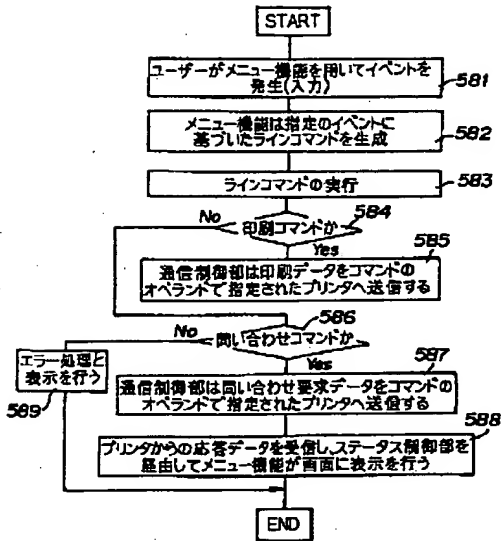 START
ユーザーがメニュー機能を用いてイベントを
発生(入力)
581
メニュー機能は指定のイベントに
基づいたラインコマンドを生成
582
ラインコマンドの実行
583
No
印刷コマンドか
584
Yes
585
通信制御部は印刷データをコマンドの
オペランドで指定されたプリンタへ送信する
586
No
問い合わせコマンドか
Yes
587
エラー処理と
表示を行う
589
通信制御部は問い合わせ要求データをコマンドの
オペランドで指定されたプリンタへ送信する
588
プリンタからの応答データを受信し、ステータス制御部を
経由してメニュー機能が画面に表示を行う
END